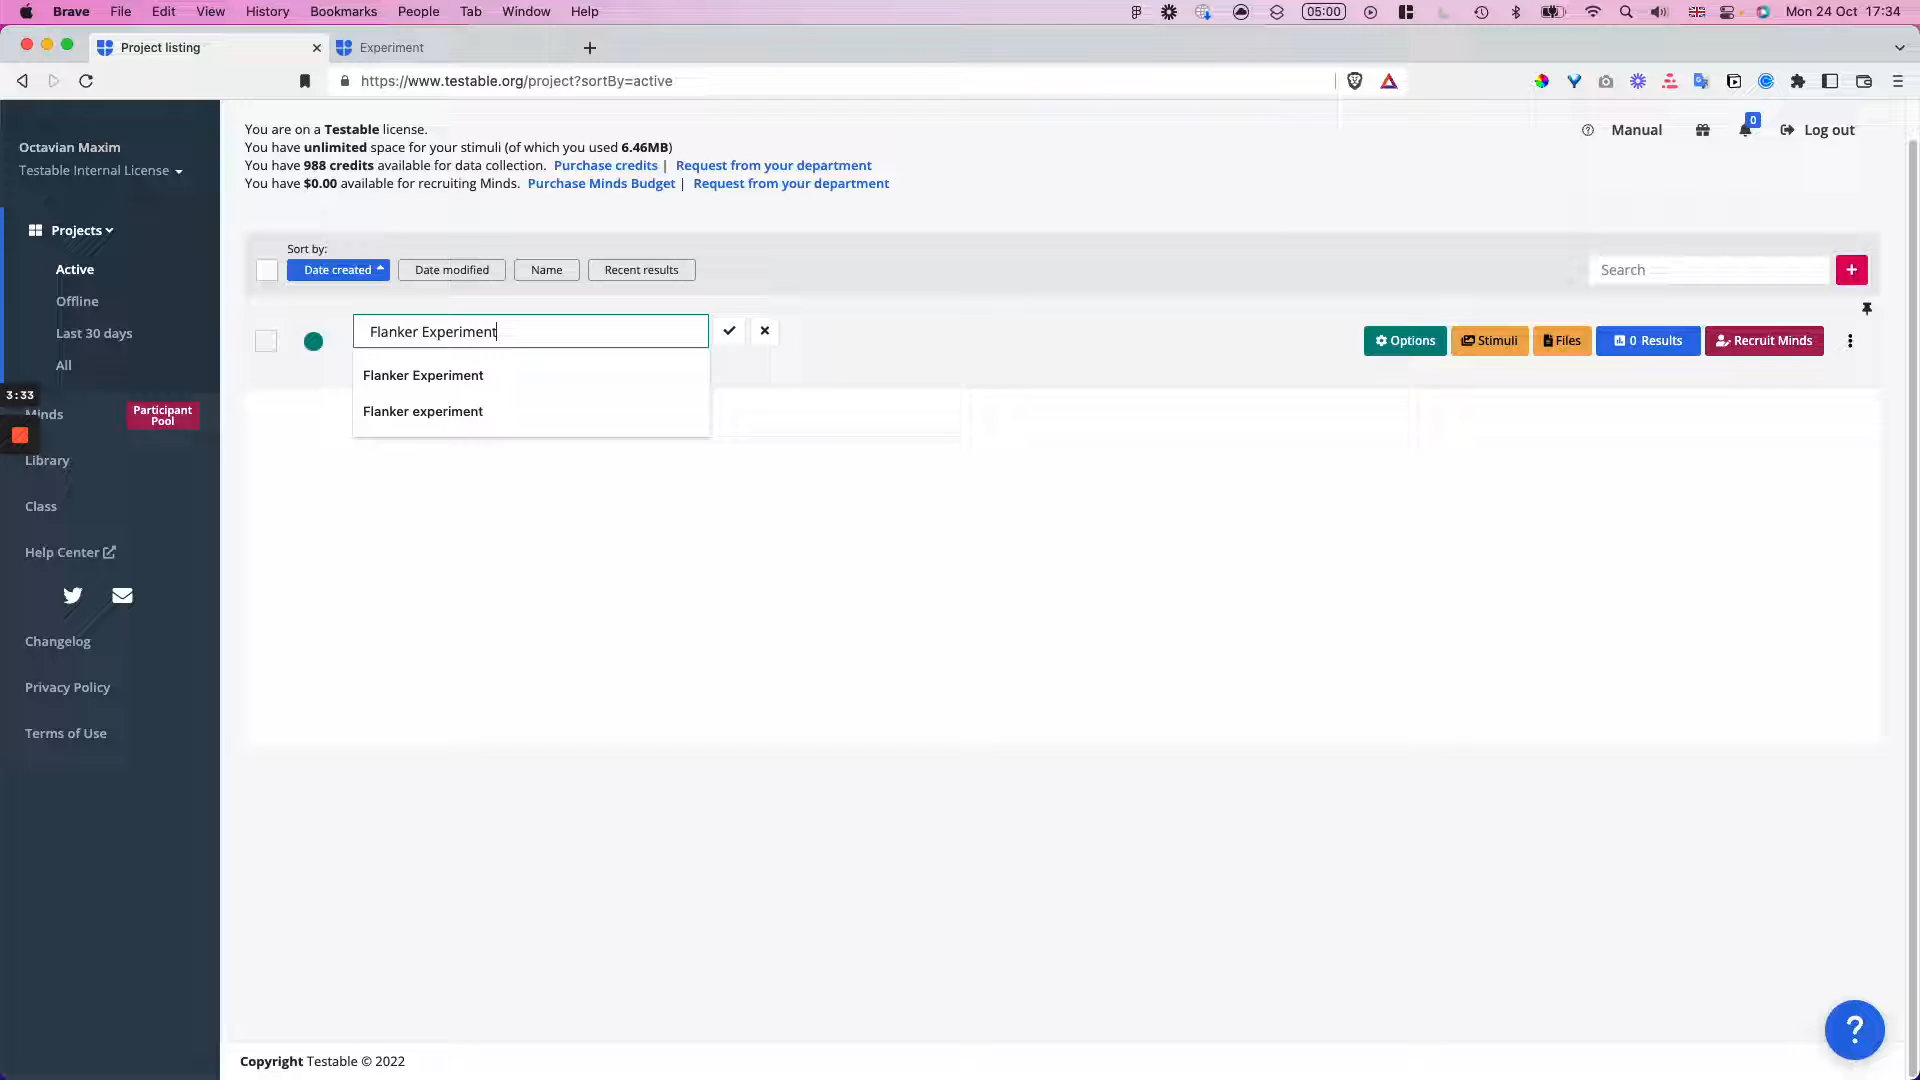 Brave File Edit View History Bookmarks People Tab Window Help
05:00
Mon 24 Oct 17:34
Project listing
Experiment
https://www.testable.org/project?sortBy=active
Octavian Maxim
Testable Internal License
Projects
Active
Offline
Last 30 days
All
3:33
Minds
Participant Pool
Library
Class
Help Center
Changelog
Privacy Policy
Terms of Use
You are on a Testable license.
You have unlimited space for your stimuli (of which you used 6.46MB)
You have 988 credits available for data collection. Purchase credits | Request from your department
You have $0.00 available for recruiting Minds. Purchase Minds Budget | Request from your department
0
Manual
Log out
Sort by:
Date created
Date modified
Name
Recent results
Search
+
Flanker Experiment
Flanker Experiment
Flanker experiment
Options
Stimuli
Files
0 Results
Recruit Minds
?
Copyright Testable © 2022